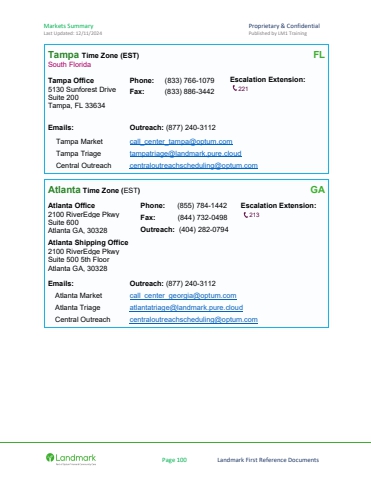 Markets Summary Proprietary & Confidential
Last Updated: 12/11/2024 Published by LM1 Training
Tampa Time Zone (EST) FL
South Florida
Tampa Office Phone: (833) 766-1079 Escalation Extension:
5130 Sunforest Drive Fax: (833) 886-3442 221
Suite 200
Tampa, FL 33634
Emails: Outreach: (877) 240-3112
Tampa Market call_center_tampa@optum.com
Tampa Triage tampatriage@landmark.pure.cloud
Central Outreach centraloutreachscheduling@optum.com
Atlanta Time Zone (EST) GA
Atlanta Office Phone: (855) 784-1442 Escalation Extension:
2100 RiverEdge Pkwy Fax: (844) 732-0498 213
Suite 600
Atlanta GA, 30328 Outreach: (404) 282-0794
Atlanta Shipping Office
2100 RiverEdge Pkwy
Suite 500 5th Floor
Atlanta GA, 30328
Emails: Outreach: (877) 240-3112
Atlanta Market call_center_georgia@optum.com
Atlanta Triage atlantatriage@landmark.pure.cloud
Central Outreach centraloutreachscheduling@optum.com
Landmark Page 100 Landmark First Reference Documents